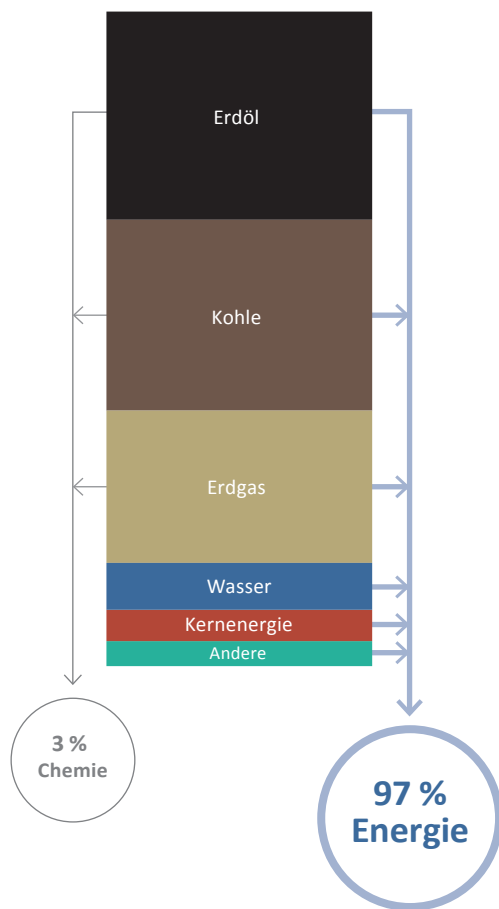 Erdöl
Kohle
Erdgas
Wasser
Kernenergie
Andere
3 %
Chemie
97 %
Energie